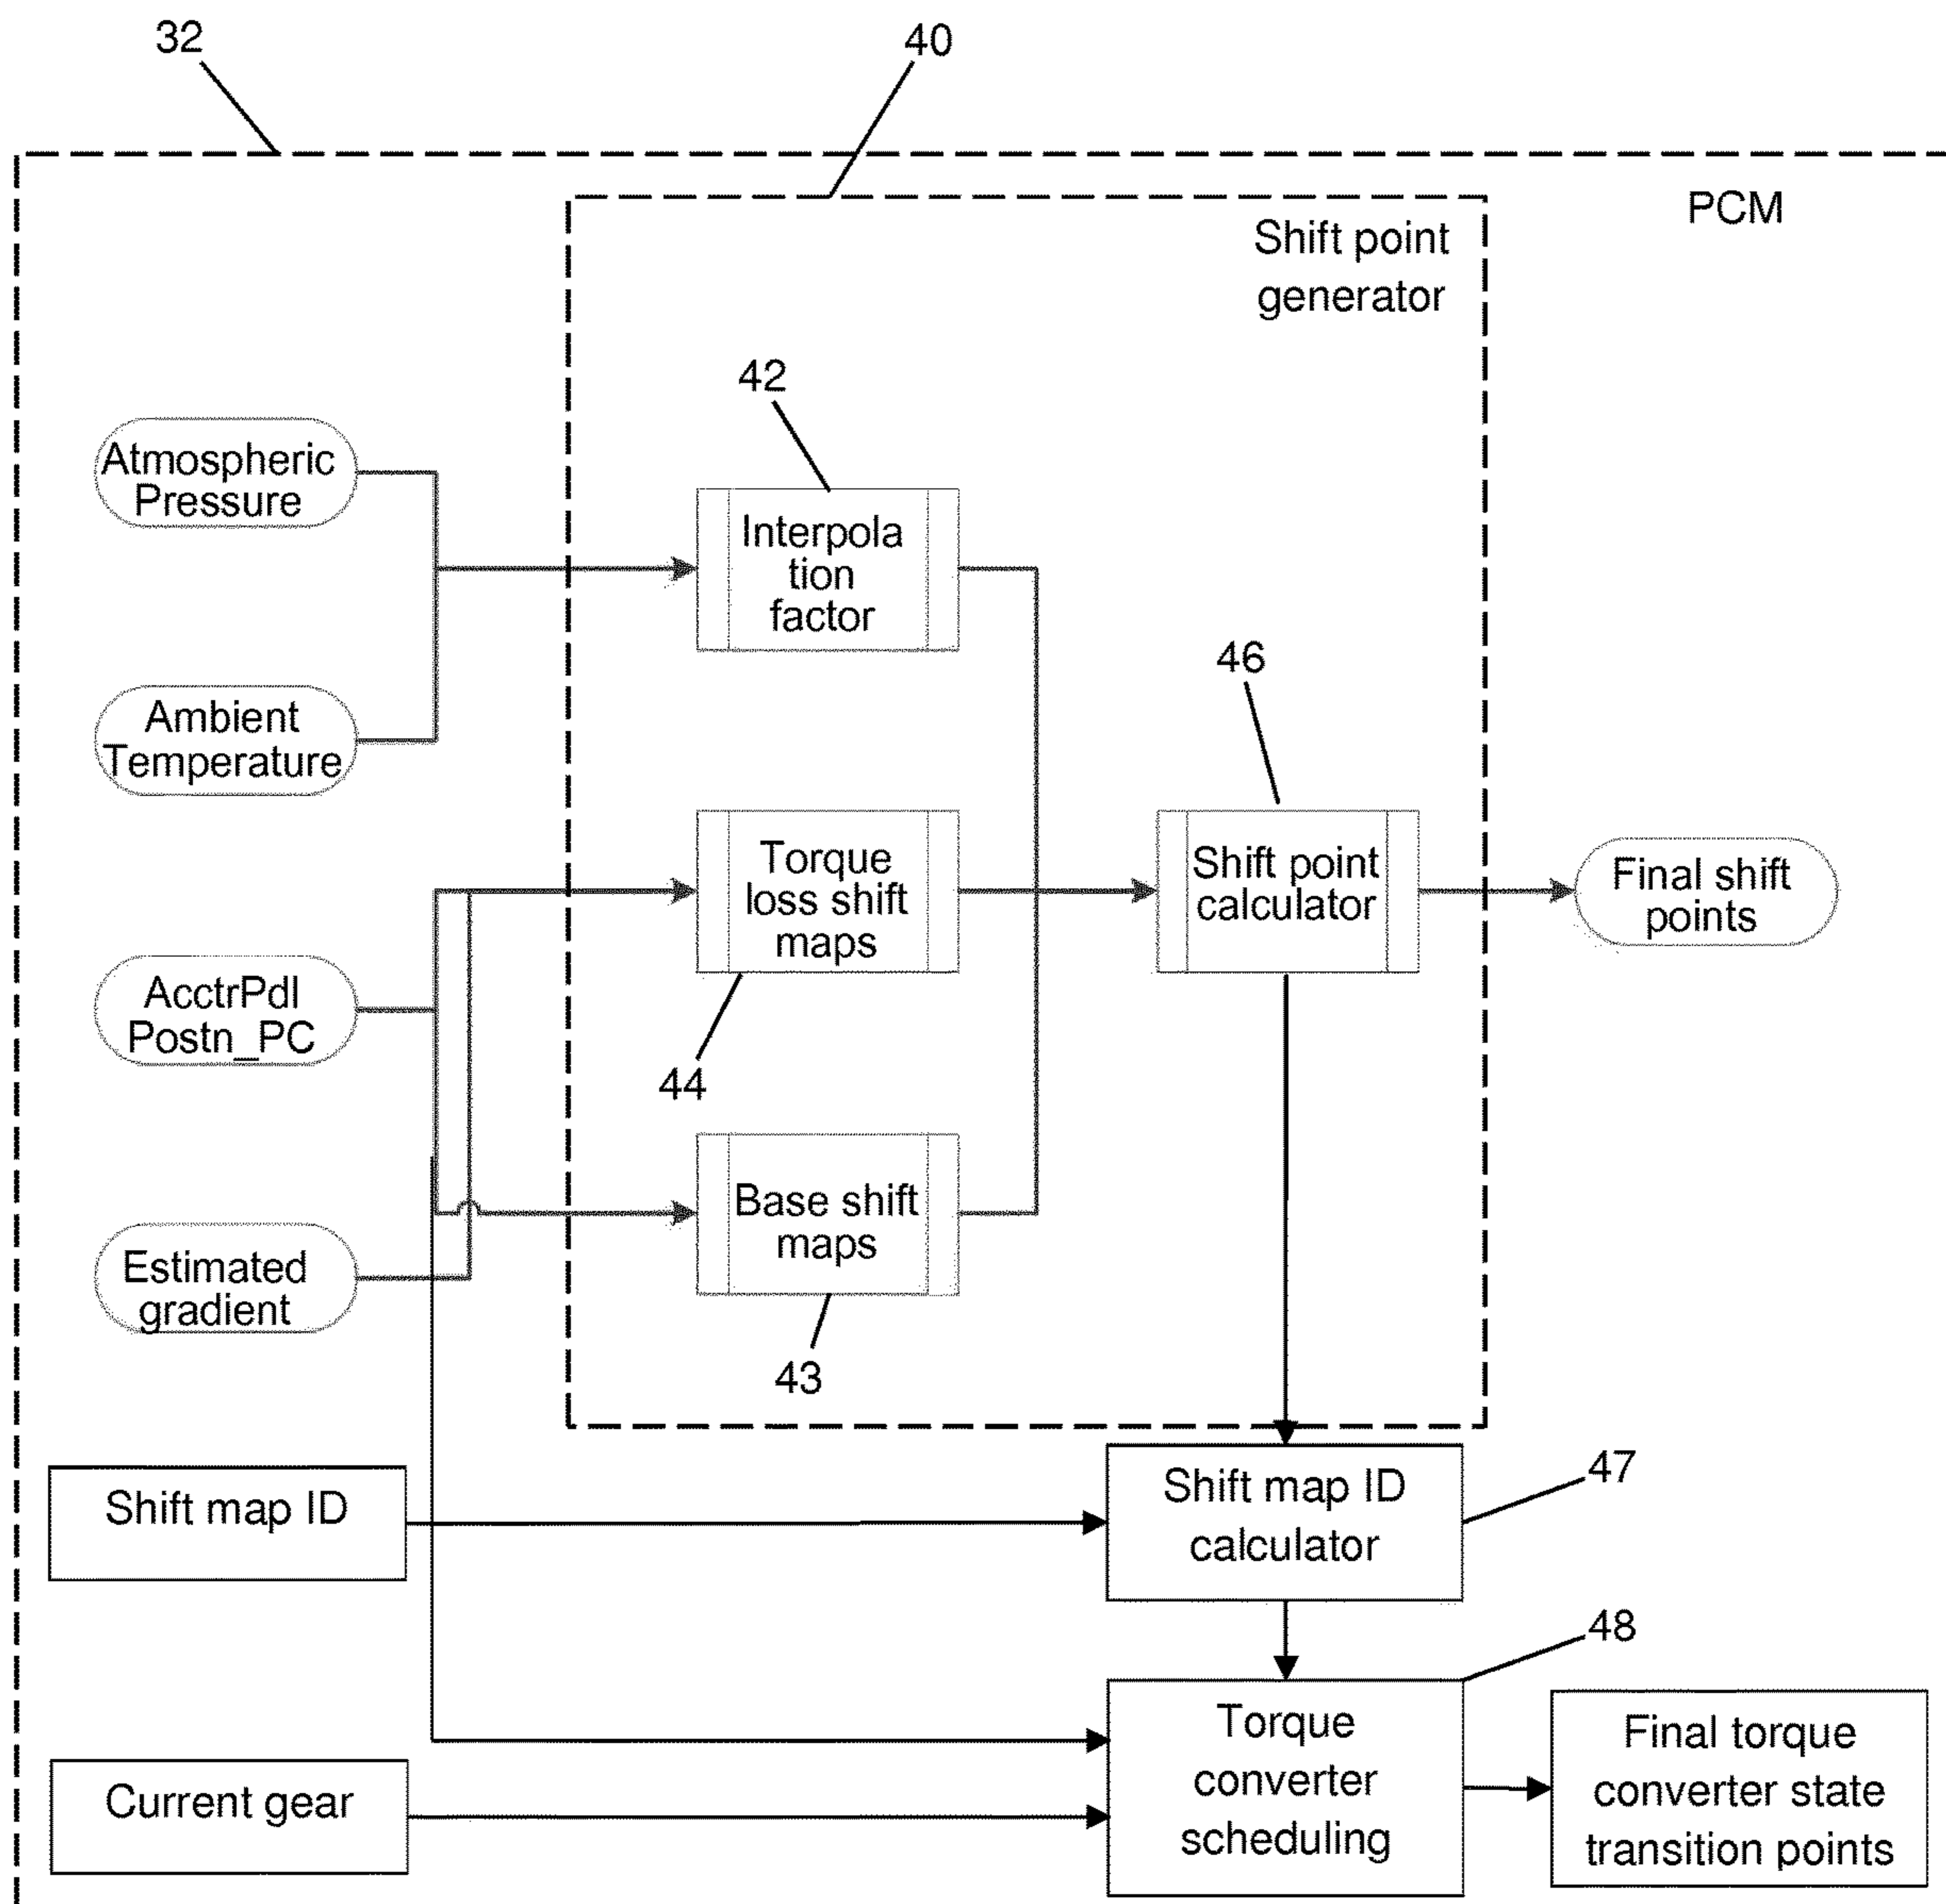 32
40
PCM
Shift point
generator
42
Atmospheric
Pressure
Interpola
tion
factor
46
Ambient
Temperature
Torque
loss shift
maps
Shift point
calculator
Final shift
points
AcctrPdl
Postn_PC
44
Base shift
maps
Estimated
gradient
43
Shift map ID
Shift map ID
calculator
47
48
Torque
converter
scheduling
Final torque
converter state
transition points
Current gear